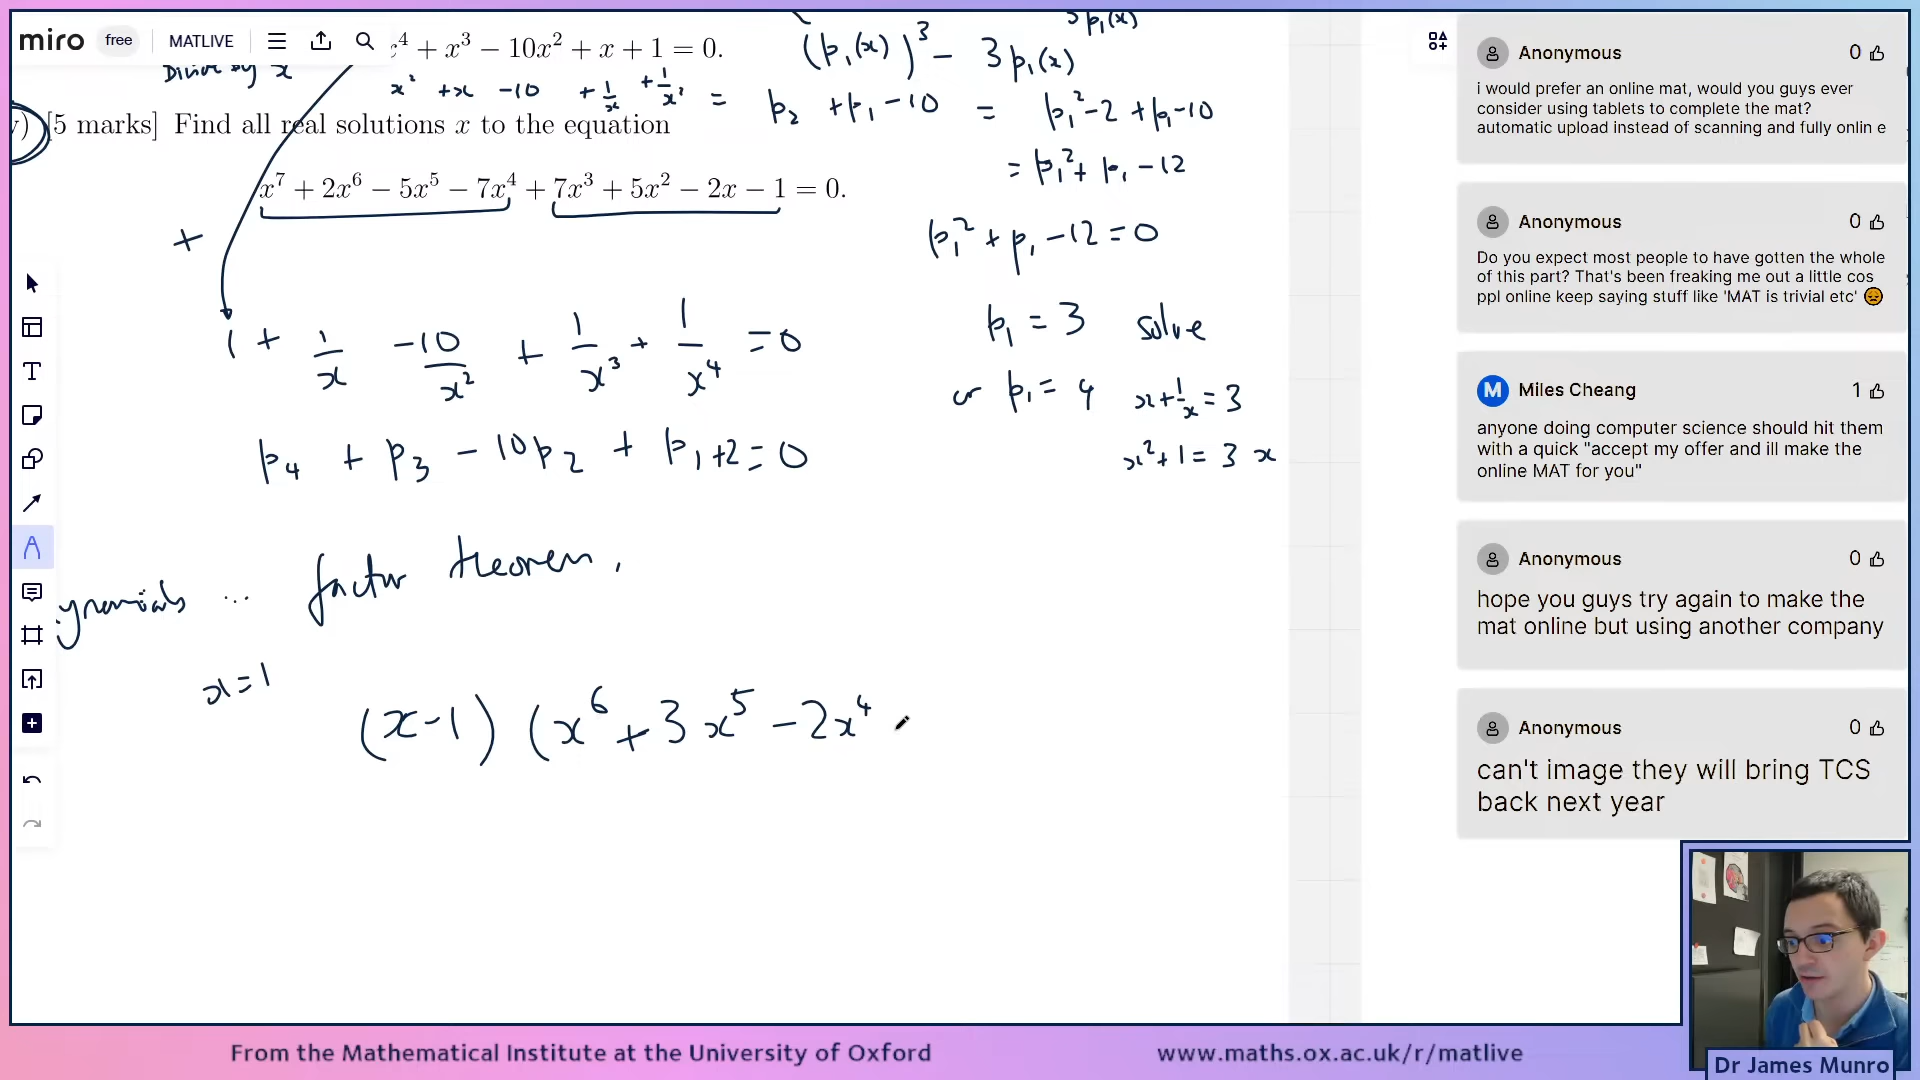 miro free MATLIVE
x⁴ + x³ − 10x² + x + 1 = 0.
Divide by x
x² + x − 10 + 1/x + 1/x² = p₂ + p₁ − 10 = p₁² − 2 + p₁ − 10
3p₁(x)
(p₁(x))³ − 3p₁(x)
= p₁² + p₁ − 12
v) [5 marks] Find all real solutions x to the equation
x⁷ + 2x⁶ − 5x⁵ − 7x⁴ + 7x³ + 5x² − 2x − 1 = 0.
+
p₁² + p₁ − 12 = 0
1 + 1/x − 10/x² + 1/x³ + 1/x⁴ = 0
p₁ = 3 solve
or p₁ = 4 x + 1/x = 3
x² + 1 = 3x
p₄ + p₃ − 10p₂ + p₁ + 2 = 0
ynomials ... factor theorem,
x = 1
(x−1) (x⁶ + 3x⁵ − 2x⁴
Anonymous 0
i would prefer an online mat, would you guys ever
consider using tablets to complete the mat?
automatic upload instead of scanning and fully onlin e
Anonymous 0
Do you expect most people to have gotten the whole
of this part? That's been freaking me out a little cos
ppl online keep saying stuff like 'MAT is trivial etc' 😖
M Miles Cheang 1
anyone doing computer science should hit them
with a quick "accept my offer and ill make the
online MAT for you"
Anonymous 0
hope you guys try again to make the
mat online but using another company
Anonymous 0
can't image they will bring TCS
back next year
From the Mathematical Institute at the University of Oxford
www.maths.ox.ac.uk/r/matlive
Dr James Munro